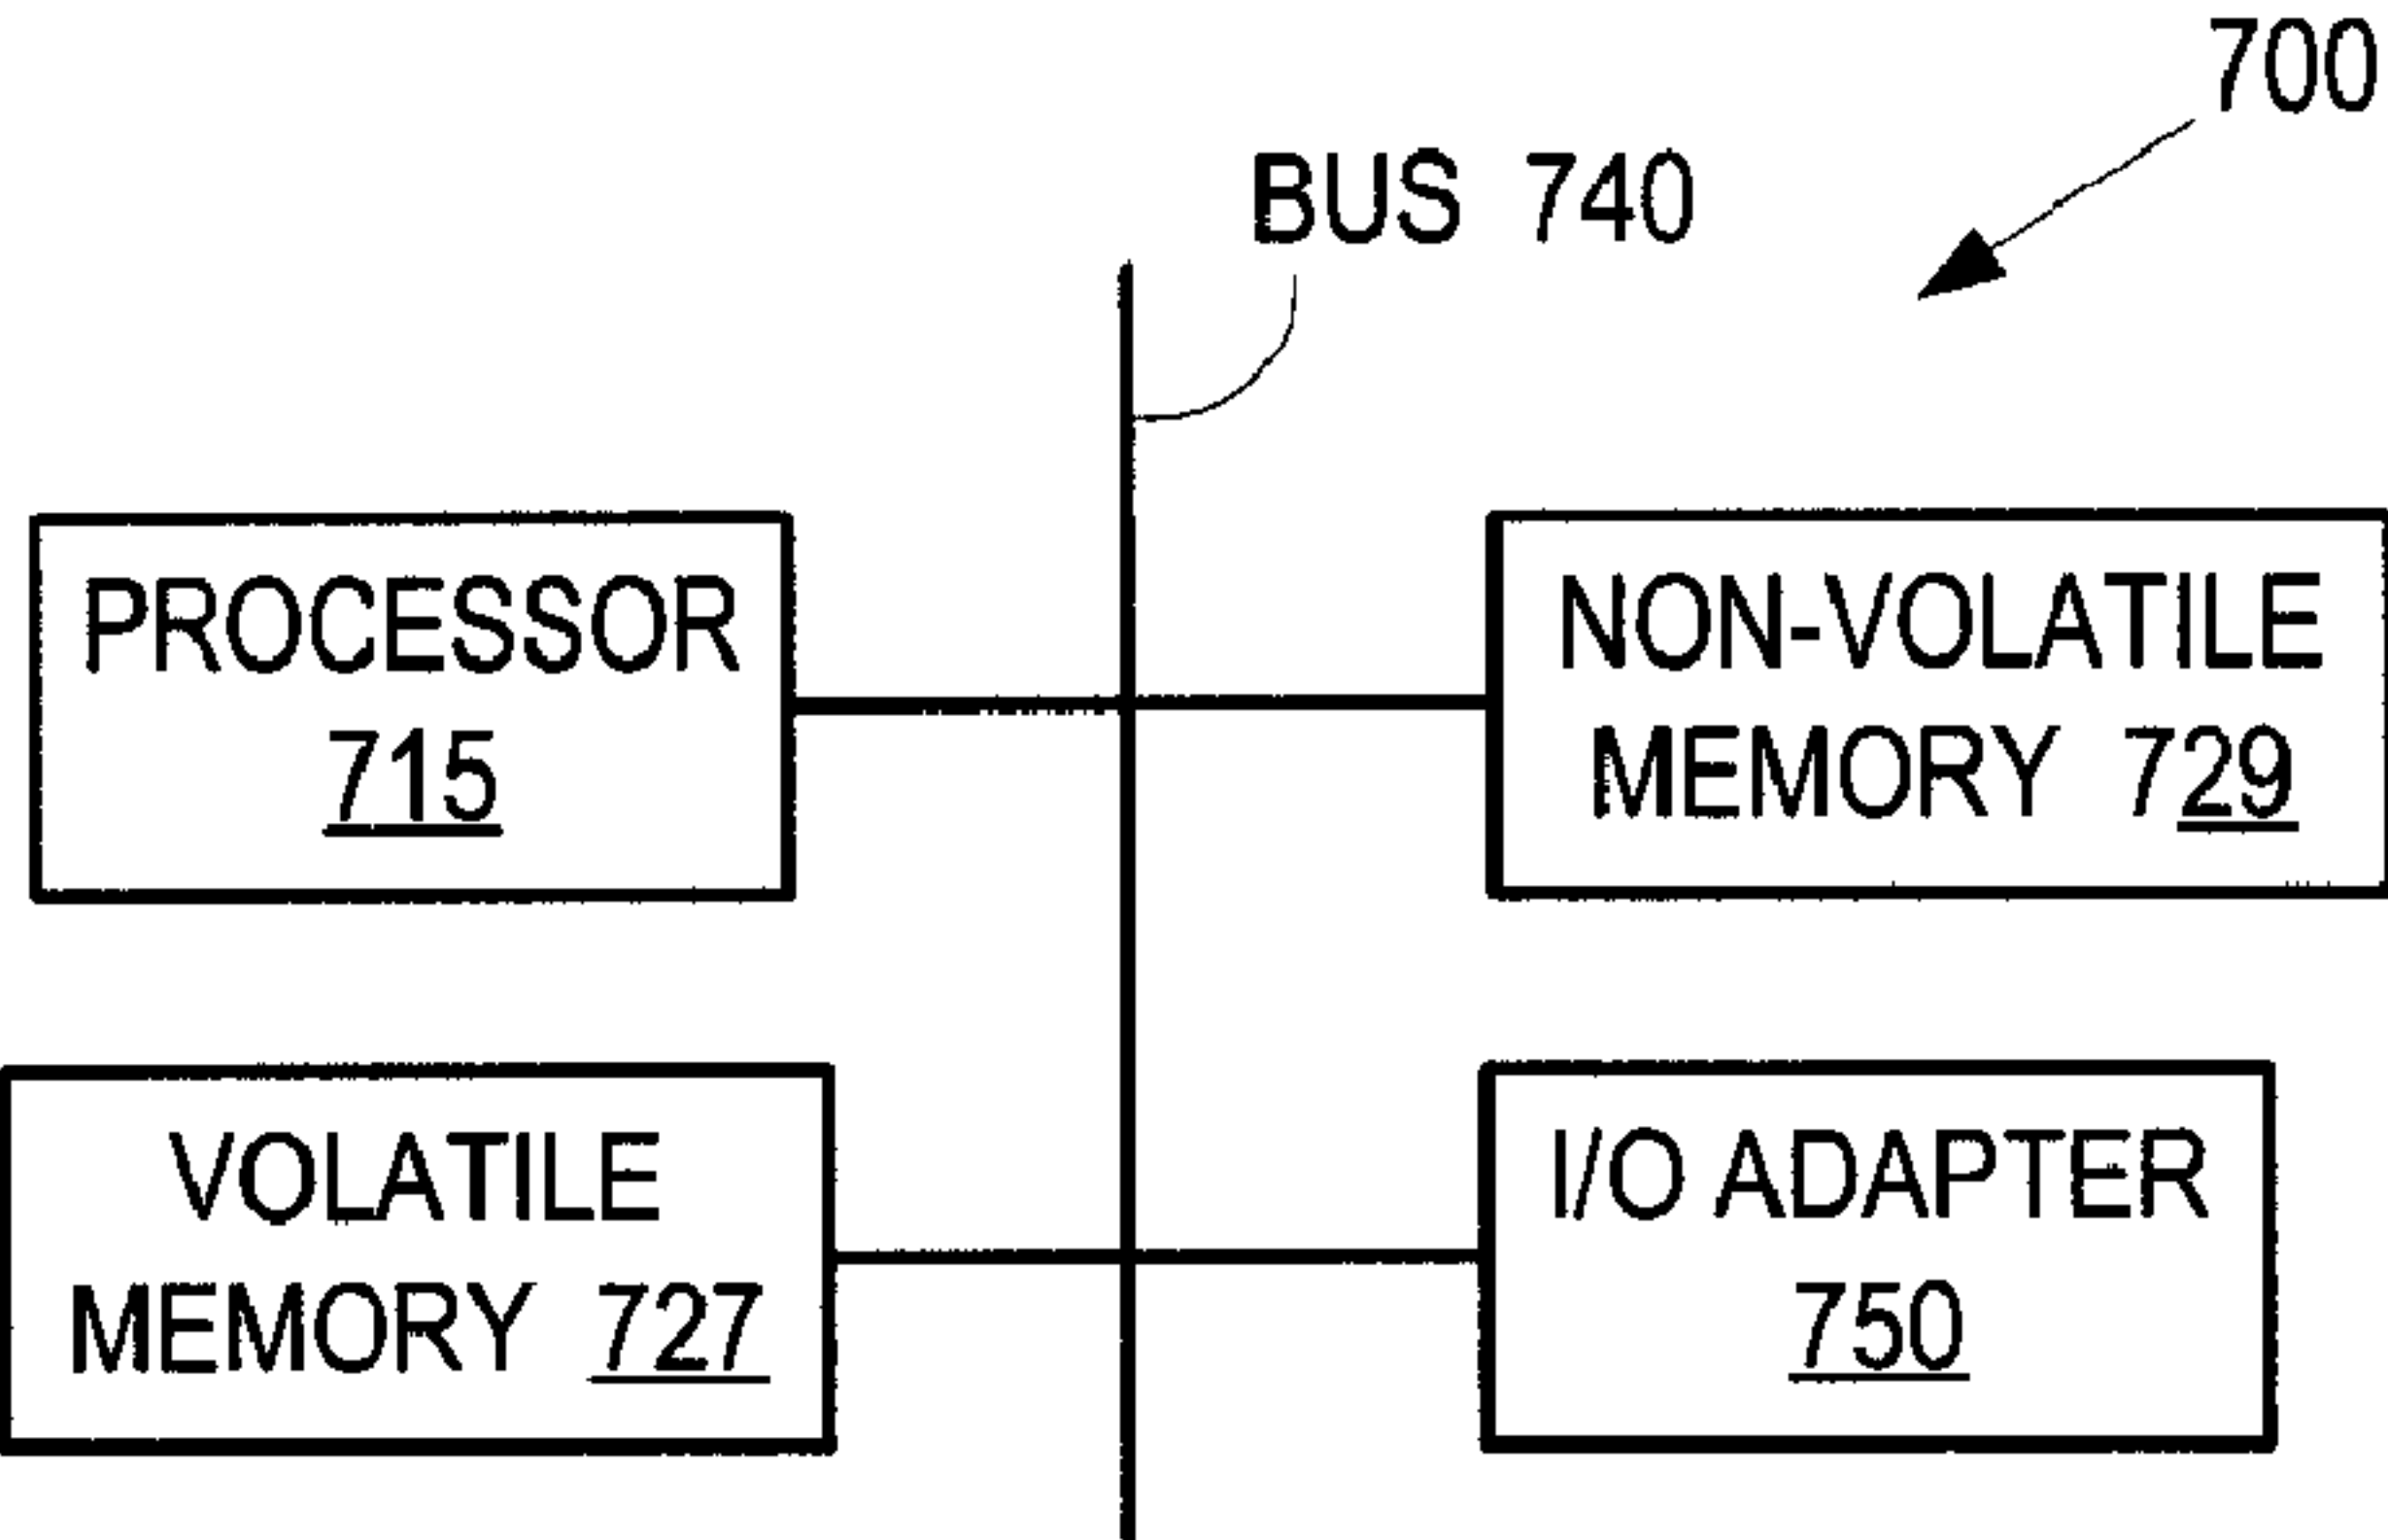 700
BUS 740
PROCESSOR
715
NON-VOLATILE
MEMORY 729
VOLATILE
MEMORY 727
I/O ADAPTER
750